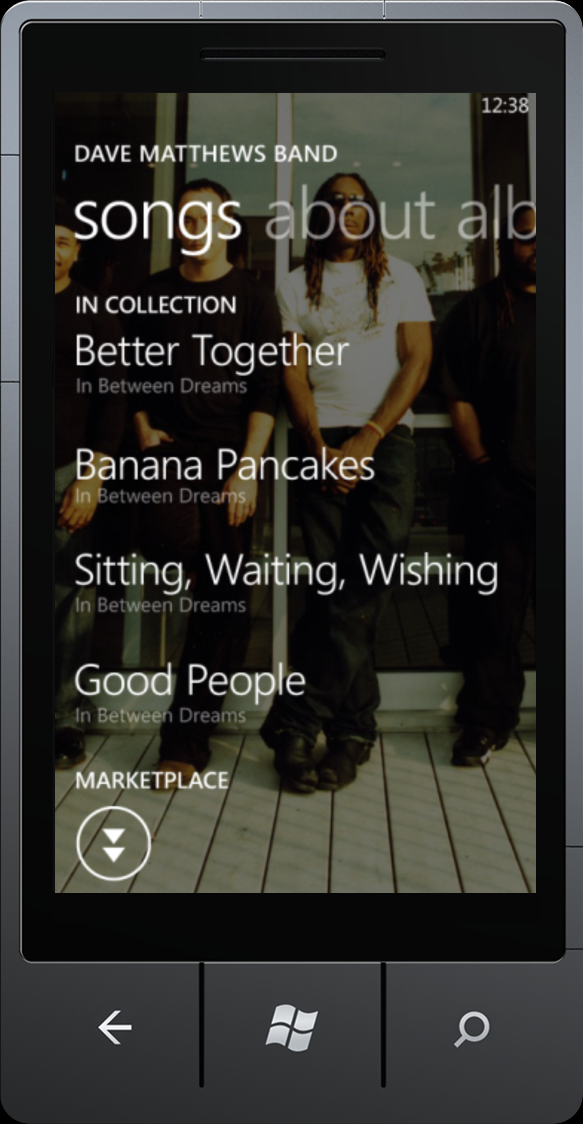 12:38
DAVE MATTHEWS BAND
songs about alb
IN COLLECTION
Better Together
In Between Dreams
Banana Pancakes
In Between Dreams
Sitting, Waiting, Wishing
In Between Dreams
Good People
In Between Dreams
MARKETPLACE